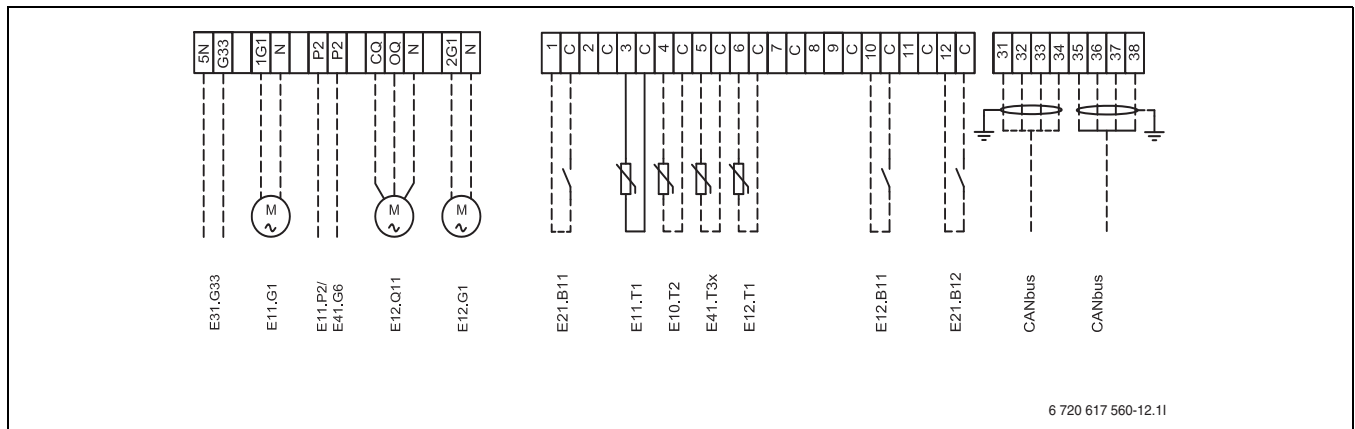 5N G33 1G1 N P2 P2 CQ OQ N 2G1 N
1 C 2 C 3 C 4 C 5 C 6 C 7 C 8 C 9 C 10 C 11 C 12 C
31 32 33 34 35 36 37 38
M
M
M
E31.G33
E11.G1
E11.P2/
E41.G6
E12.Q11
E12.G1
E21.B11
E11.T1
E10.T2
E41.T3x
E12.T1
E12.B11
E21.B12
CANbus
CANbus
6 720 617 560-12.1I